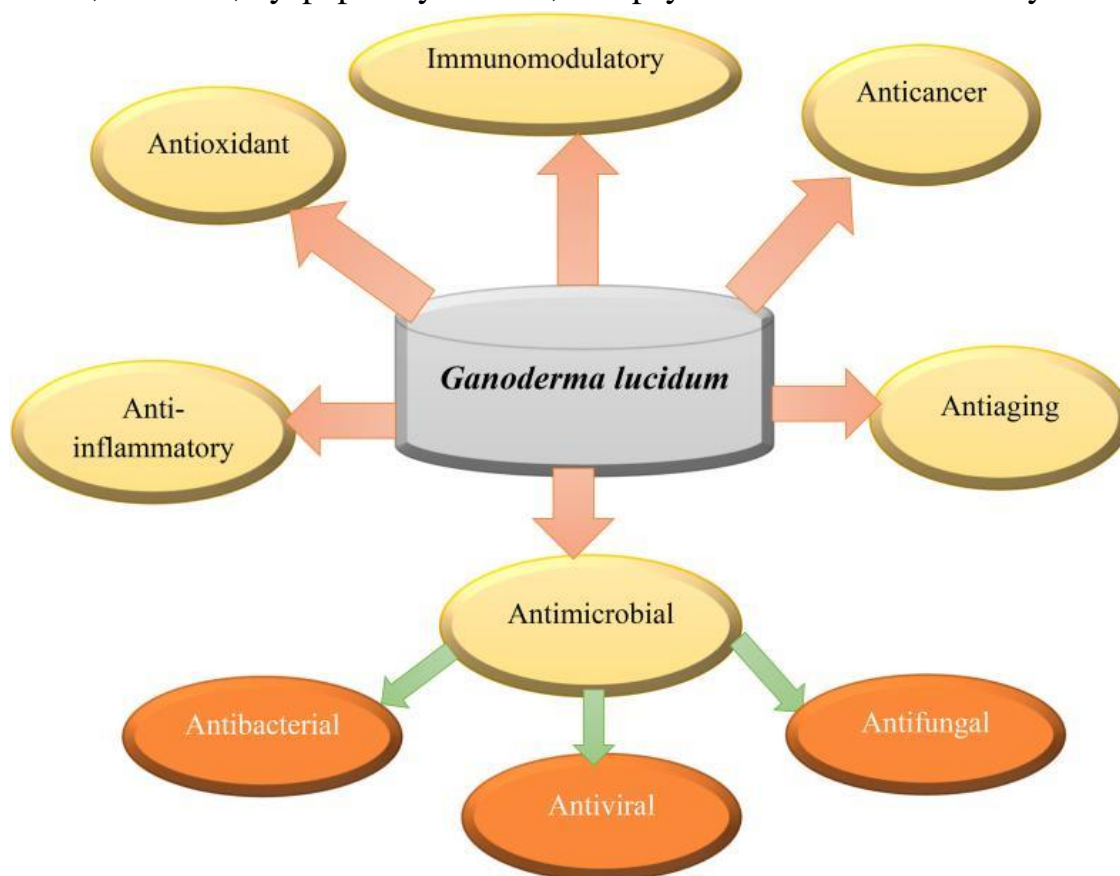 Immunomodulatory
Anticancer
Antioxidant
Ganoderma lucidum
Anti-
inflammatory
Antiaging
Antimicrobial
Antibacterial
Antifungal
Antiviral